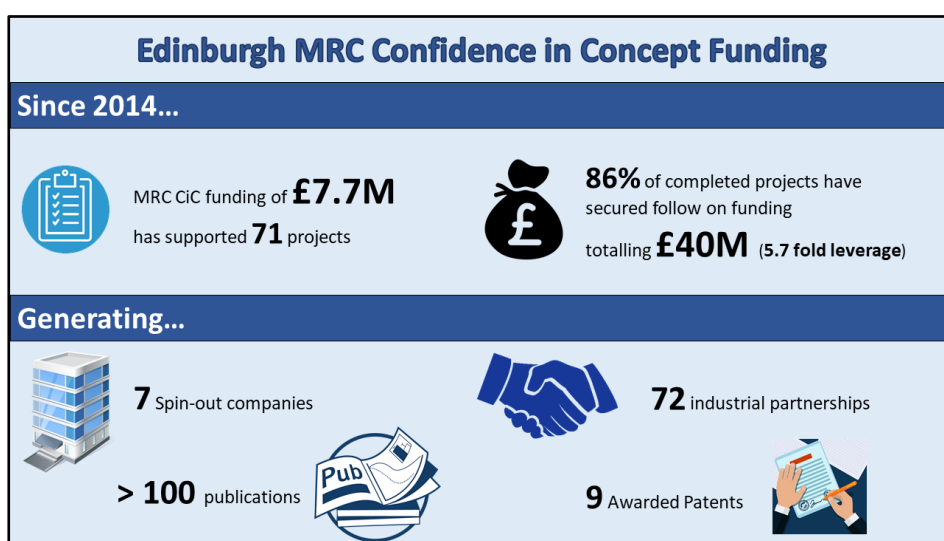 Edinburgh MRC Confidence in Concept Funding
Since 2014...
MRC CiC funding of £7.7M
has supported 71 projects
£
86% of completed projects have
secured follow on funding
totalling £40M (5.7 fold leverage)
Generating...
7 Spin-out companies
72 industrial partnerships
> 100 publications
Pub
9 Awarded Patents